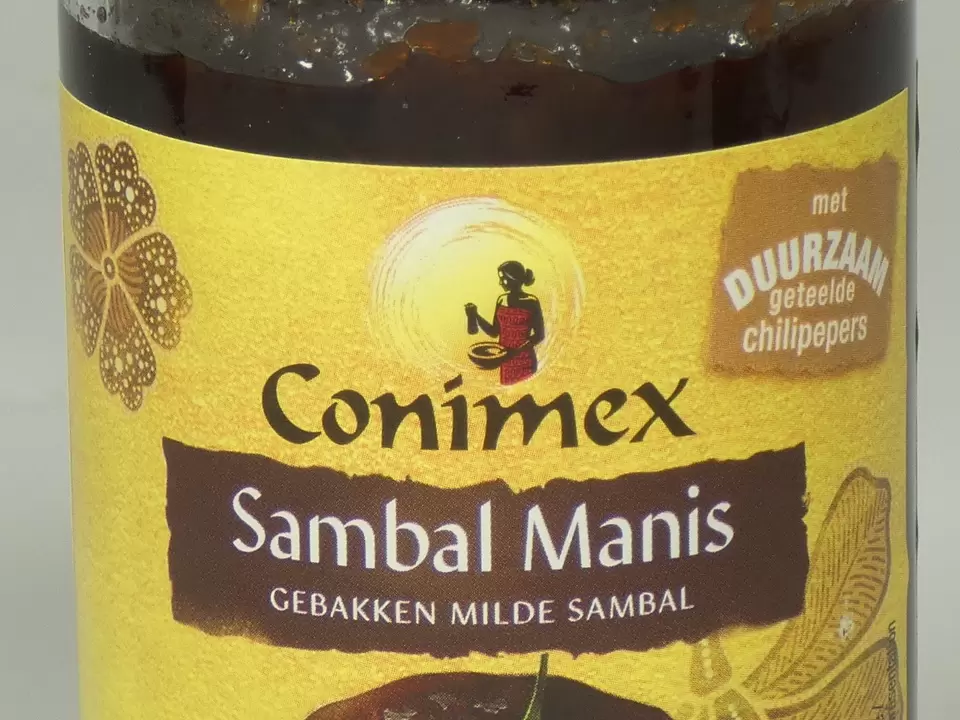 met
DUURZAAM
geteelde
chilipepers
Conimex
Sambal Manis
GEBAKKEN MILDE SAMBAL